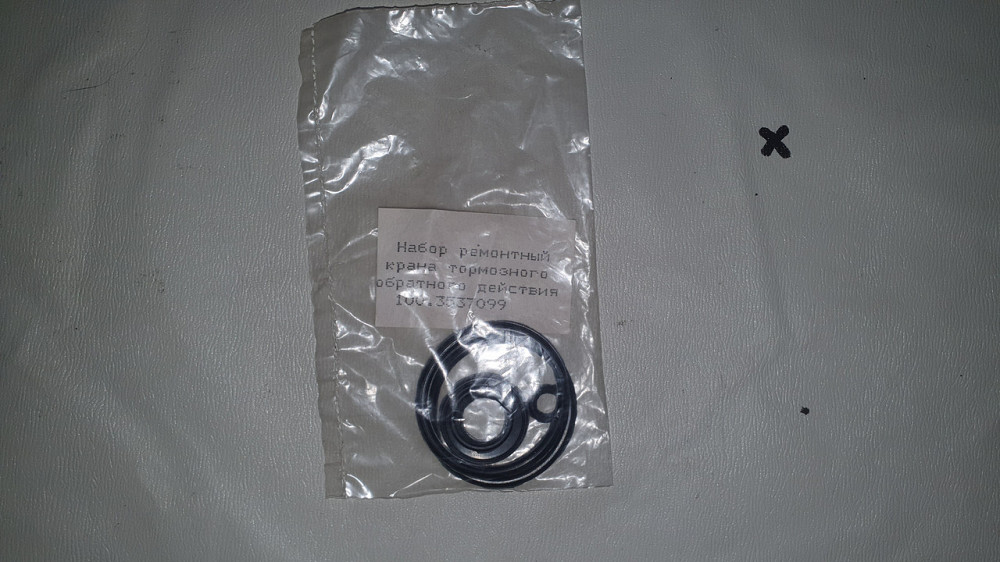 Набор ремонтный
крана тормозного
обратного действия
100.3537099